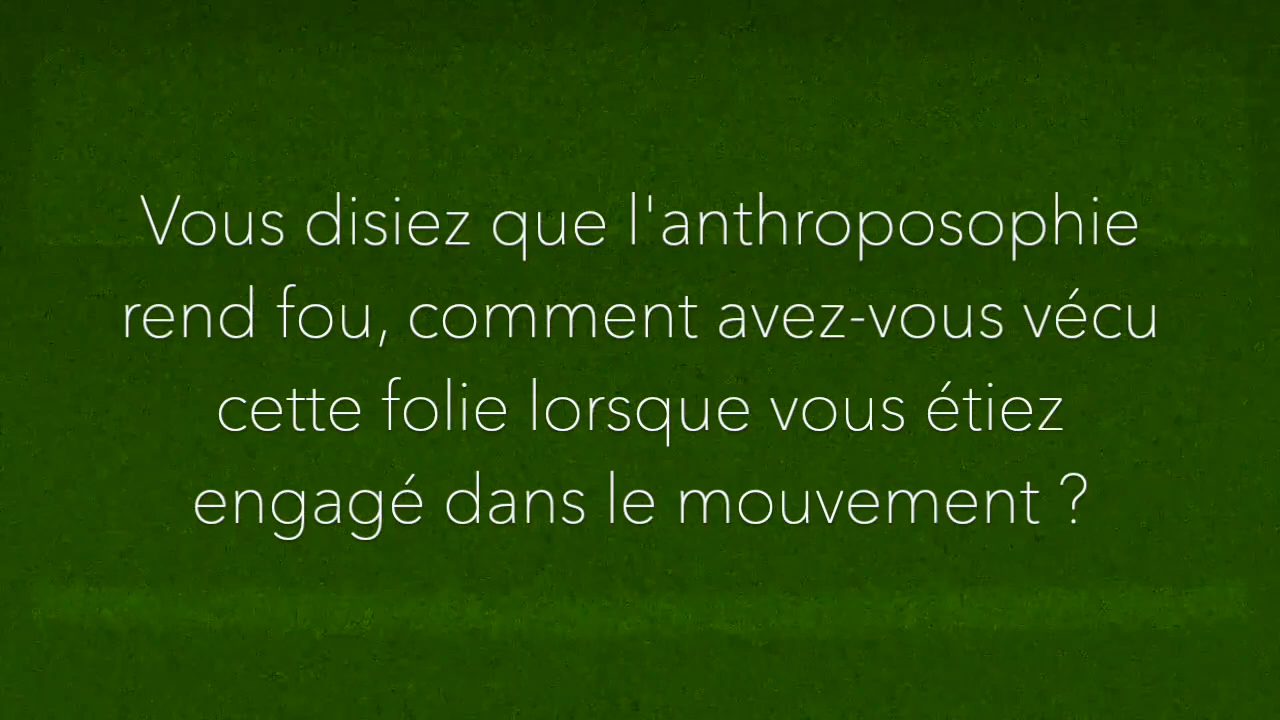 Vous disiez que l'anthroposophie
rend fou, comment avez-vous vécu
cette folie lorsque vous étiez
engagé dans le mouvement ?